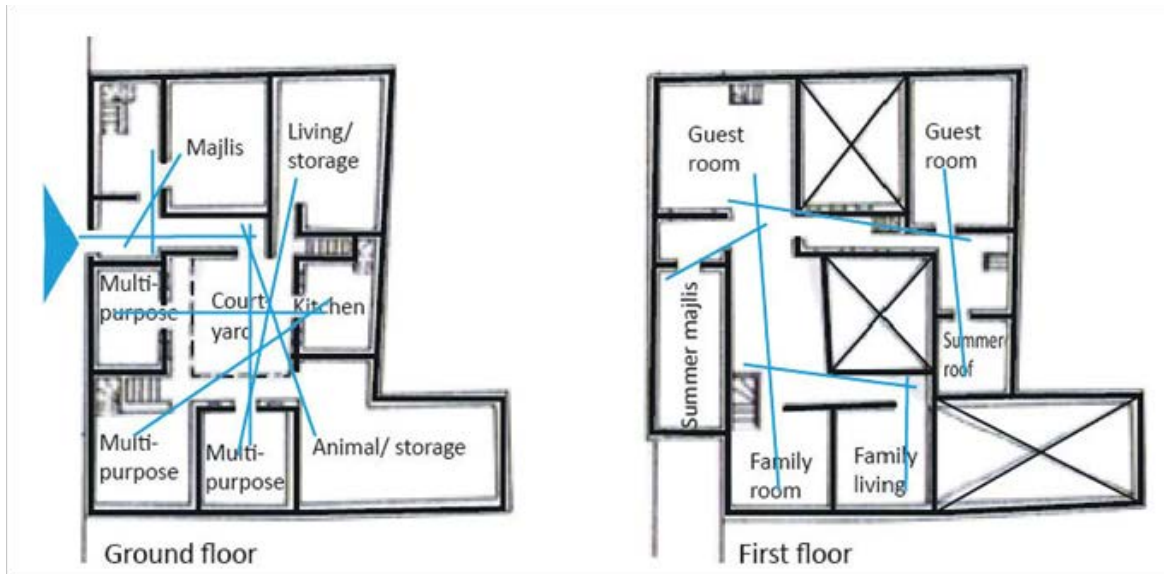 Majlis
Living/
storage
Multi-
purpose
Court-
yard
Kitchen
Multi-
purpose
Multi-
purpose
Animal/ storage
Ground floor
Guest
room
Guest
room
Summer majlis
Summer
roof
Family
room
Family
living
First floor